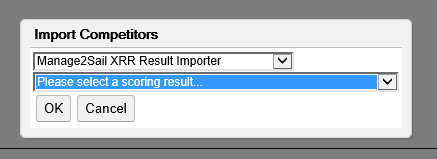 Import Competitors
Manage2Sail XRR Result Importer
Please select a scoring result...
OK Cancel